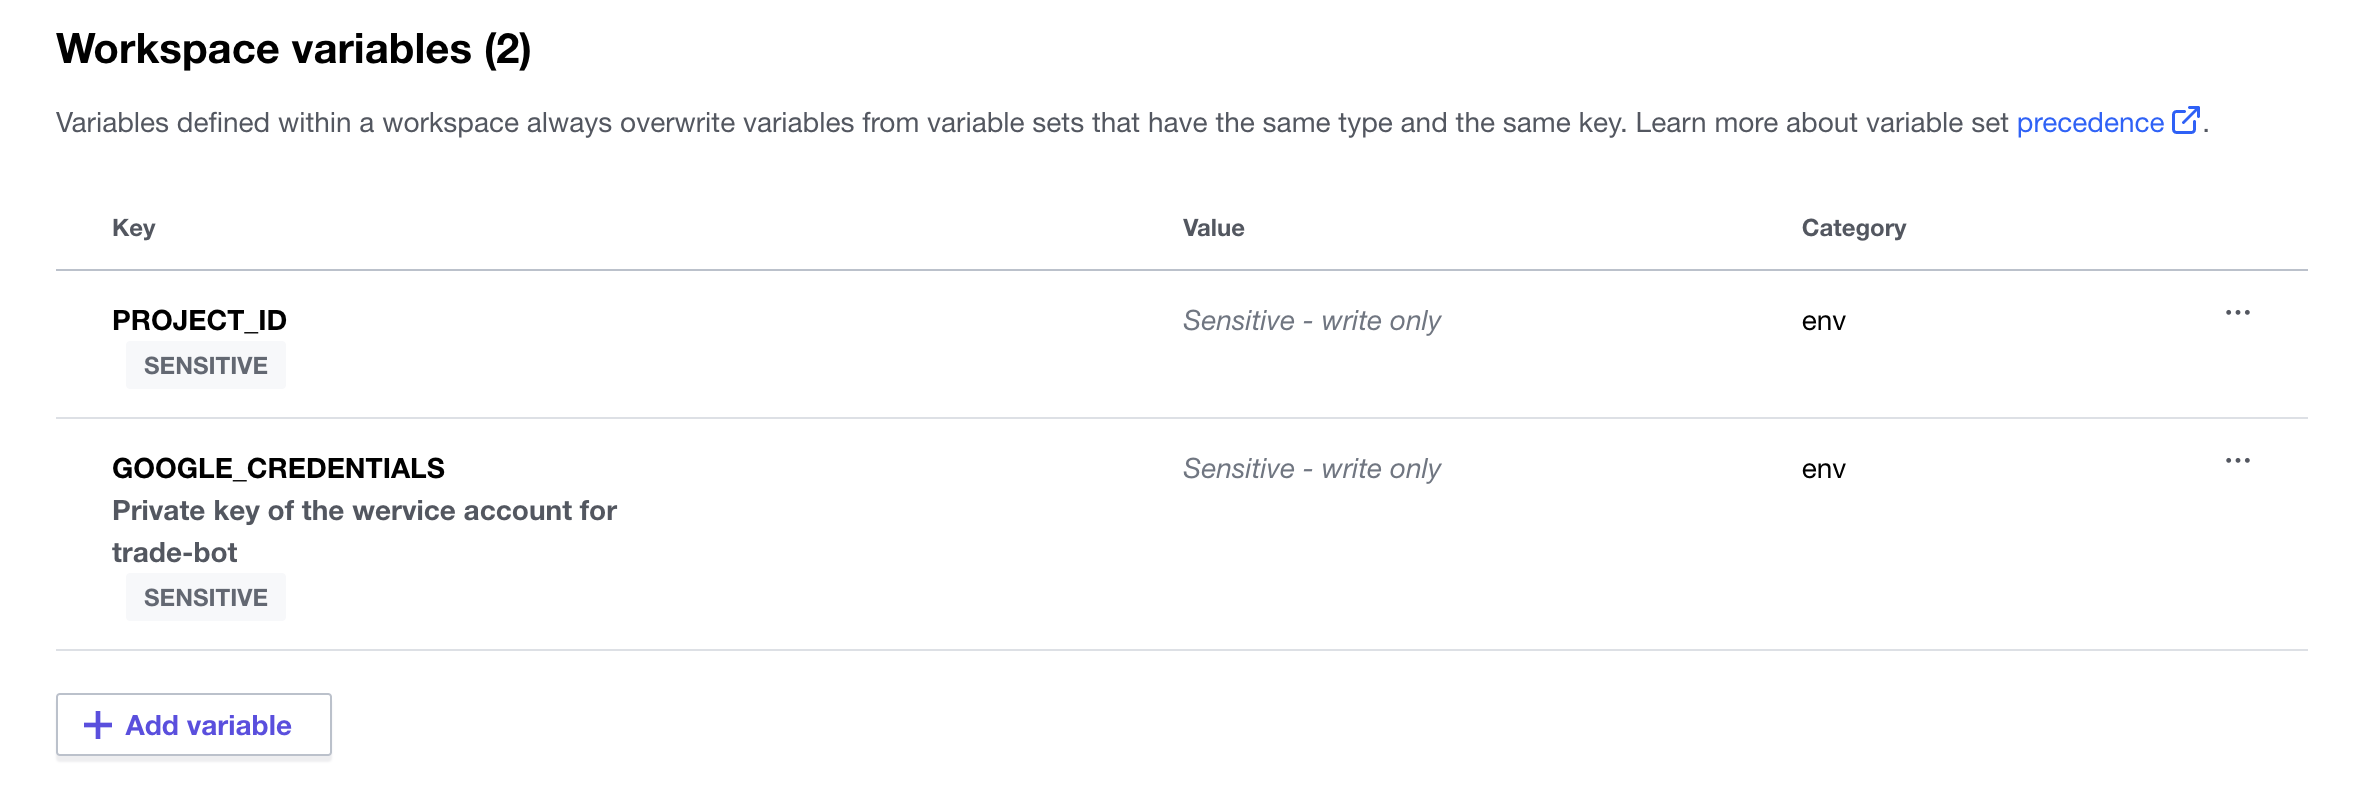 Workspace variables (2)
Variables defined within a workspace always overwrite variables from variable sets that have the same type and the same key. Learn more about variable set precedence.
Key Value Category
PROJECT_ID Sensitive - write only env ...
SENSITIVE
GOOGLE_CREDENTIALS Sensitive - write only env ...
Private key of the wervice account for
trade-bot
SENSITIVE
+ Add variable